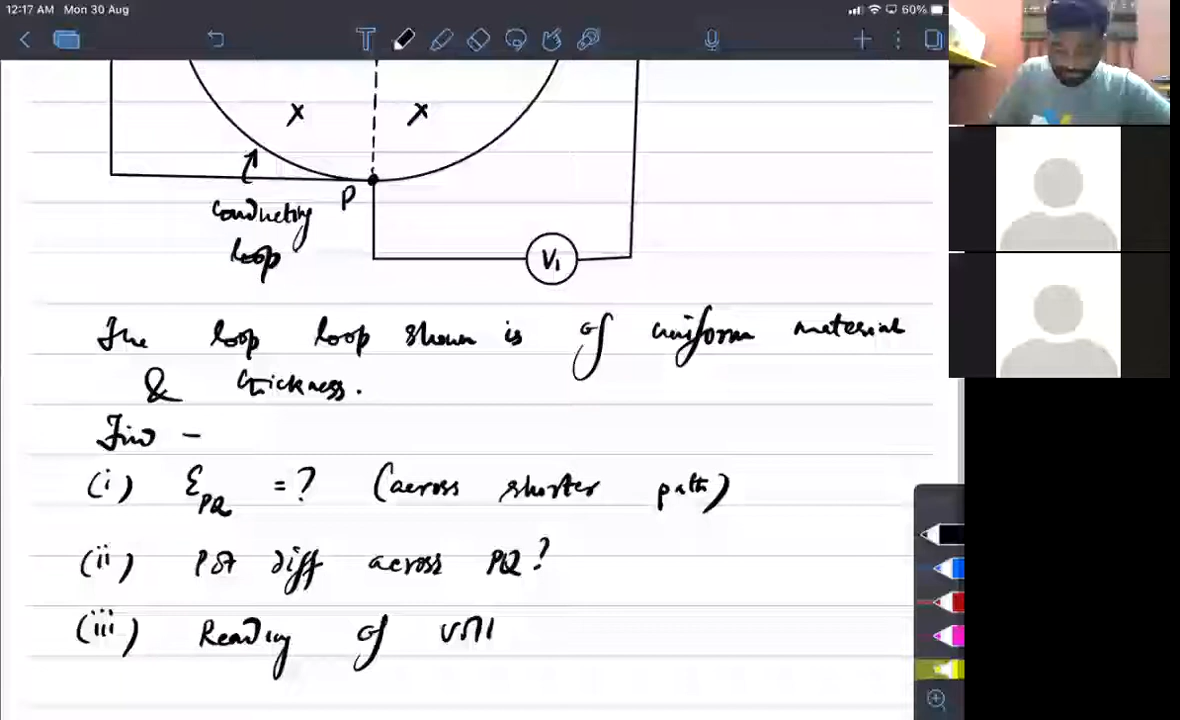 12:17 AM Mon 30 Aug
60%
T
x x
P
conducting
loop
V1
The loop loop shown is of uniform material
& thickness.
Find -
(i) εPQ = ? (across shorter path)
(ii) Pot diff across PQ?
(iii) Reading of